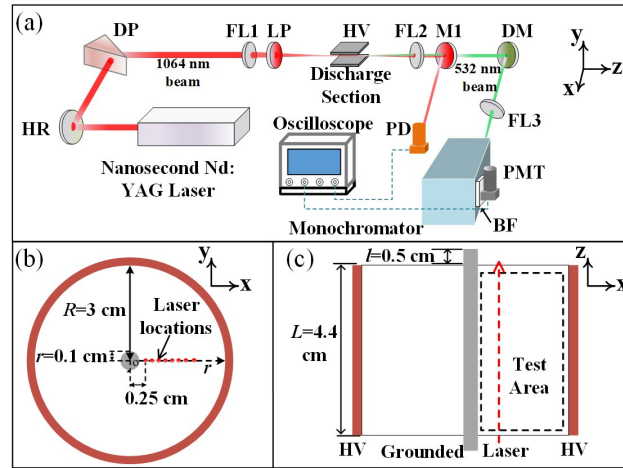 (a)
DP
FL1 LP
HV
FL2 M1
DM
1064 nm
beam
532 nm
beam
Discharge
Section
y
z
x
HR
Oscilloscope
PD
FL3
Nanosecond Nd:
YAG Laser
PMT
Monochromator
BF
(b)
y
x
R=3 cm
Laser
locations
r=0.1 cm
r
0.25 cm
(c)
l=0.5 cm
z
x
L=4.4
cm
Test
Area
HV Grounded Laser HV